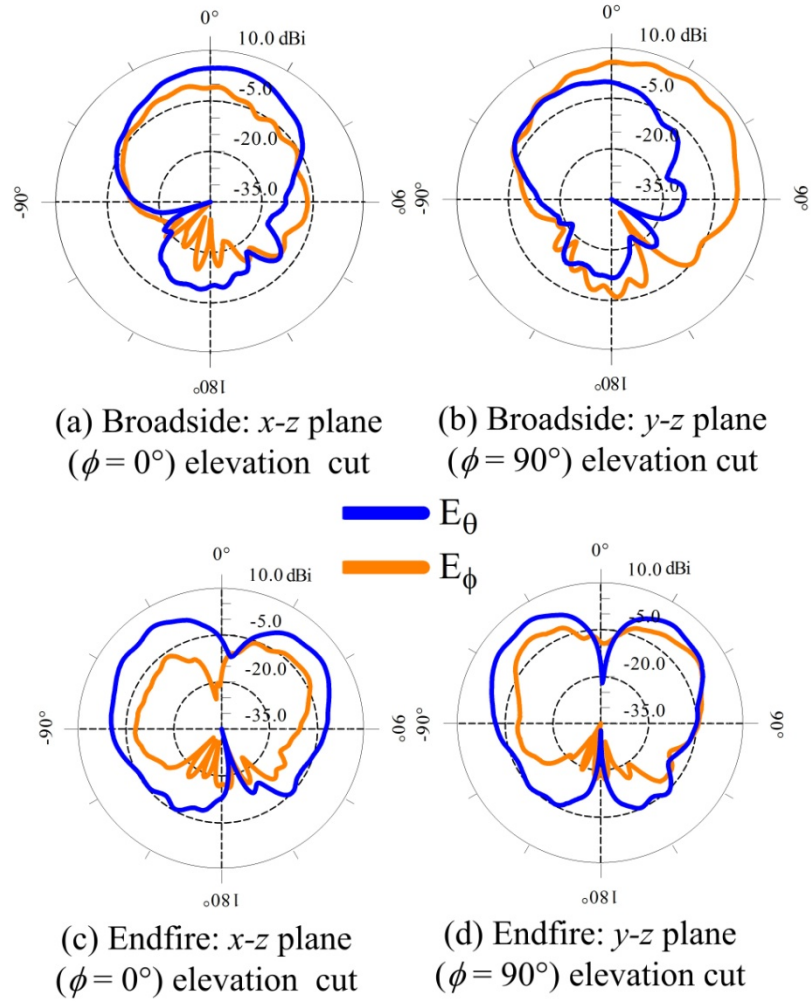 0°
10.0 dBi
-5.0
-20.0
-35.0
-90°
90°
180°
0°
10.0 dBi
-5.0
-20.0
-35.0
-90°
90°
180°
(a) Broadside: x-z plane
(ϕ = 0°) elevation cut
(b) Broadside: y-z plane
(ϕ = 90°) elevation cut
E_θ
E_ϕ
0°
10.0 dBi
-5.0
-20.0
-35.0
-90°
90°
180°
0°
10.0 dBi
-5.0
-20.0
-35.0
-90°
90°
180°
(c) Endfire: x-z plane
(ϕ = 0°) elevation cut
(d) Endfire: y-z plane
(ϕ = 90°) elevation cut